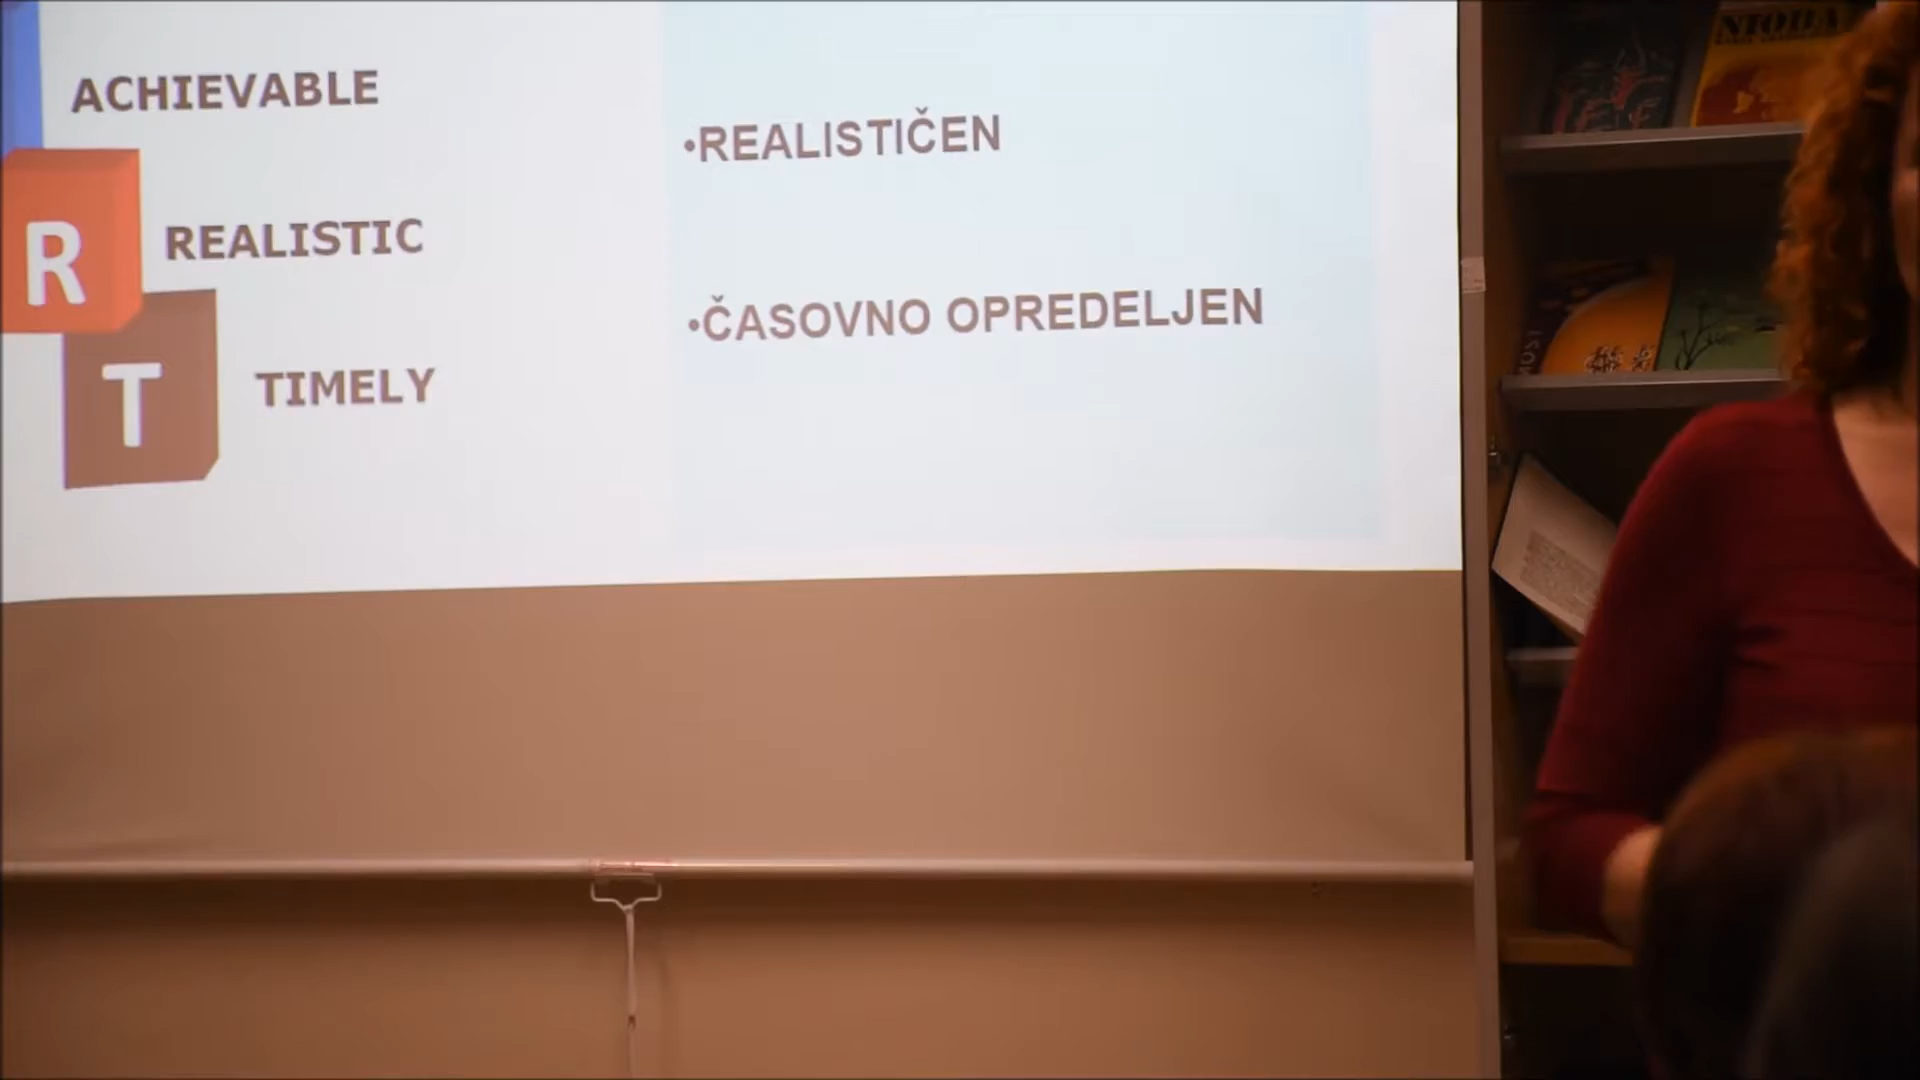 ACHIEVABLE
R REALISTIC
T TIMELY
•REALISTIČEN
•ČASOVNO OPREDELJEN
NIOBA